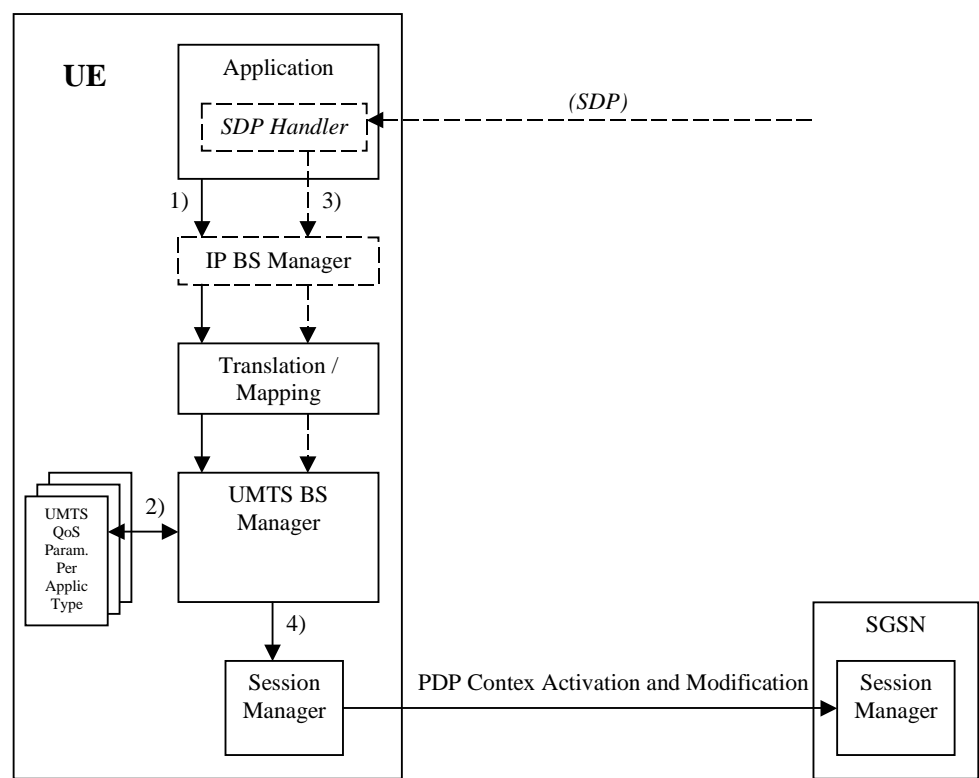 UE
Application
(SDP)
SDP Handler
1)
3)
IP BS Manager
Translation /
Mapping
UMTS BS
Manager
2)
UMTS
QoS
Param.
Per
Applic
Type
4)
SGSN
Session
Manager
PDP Contex Activation and Modification
Session
Manager